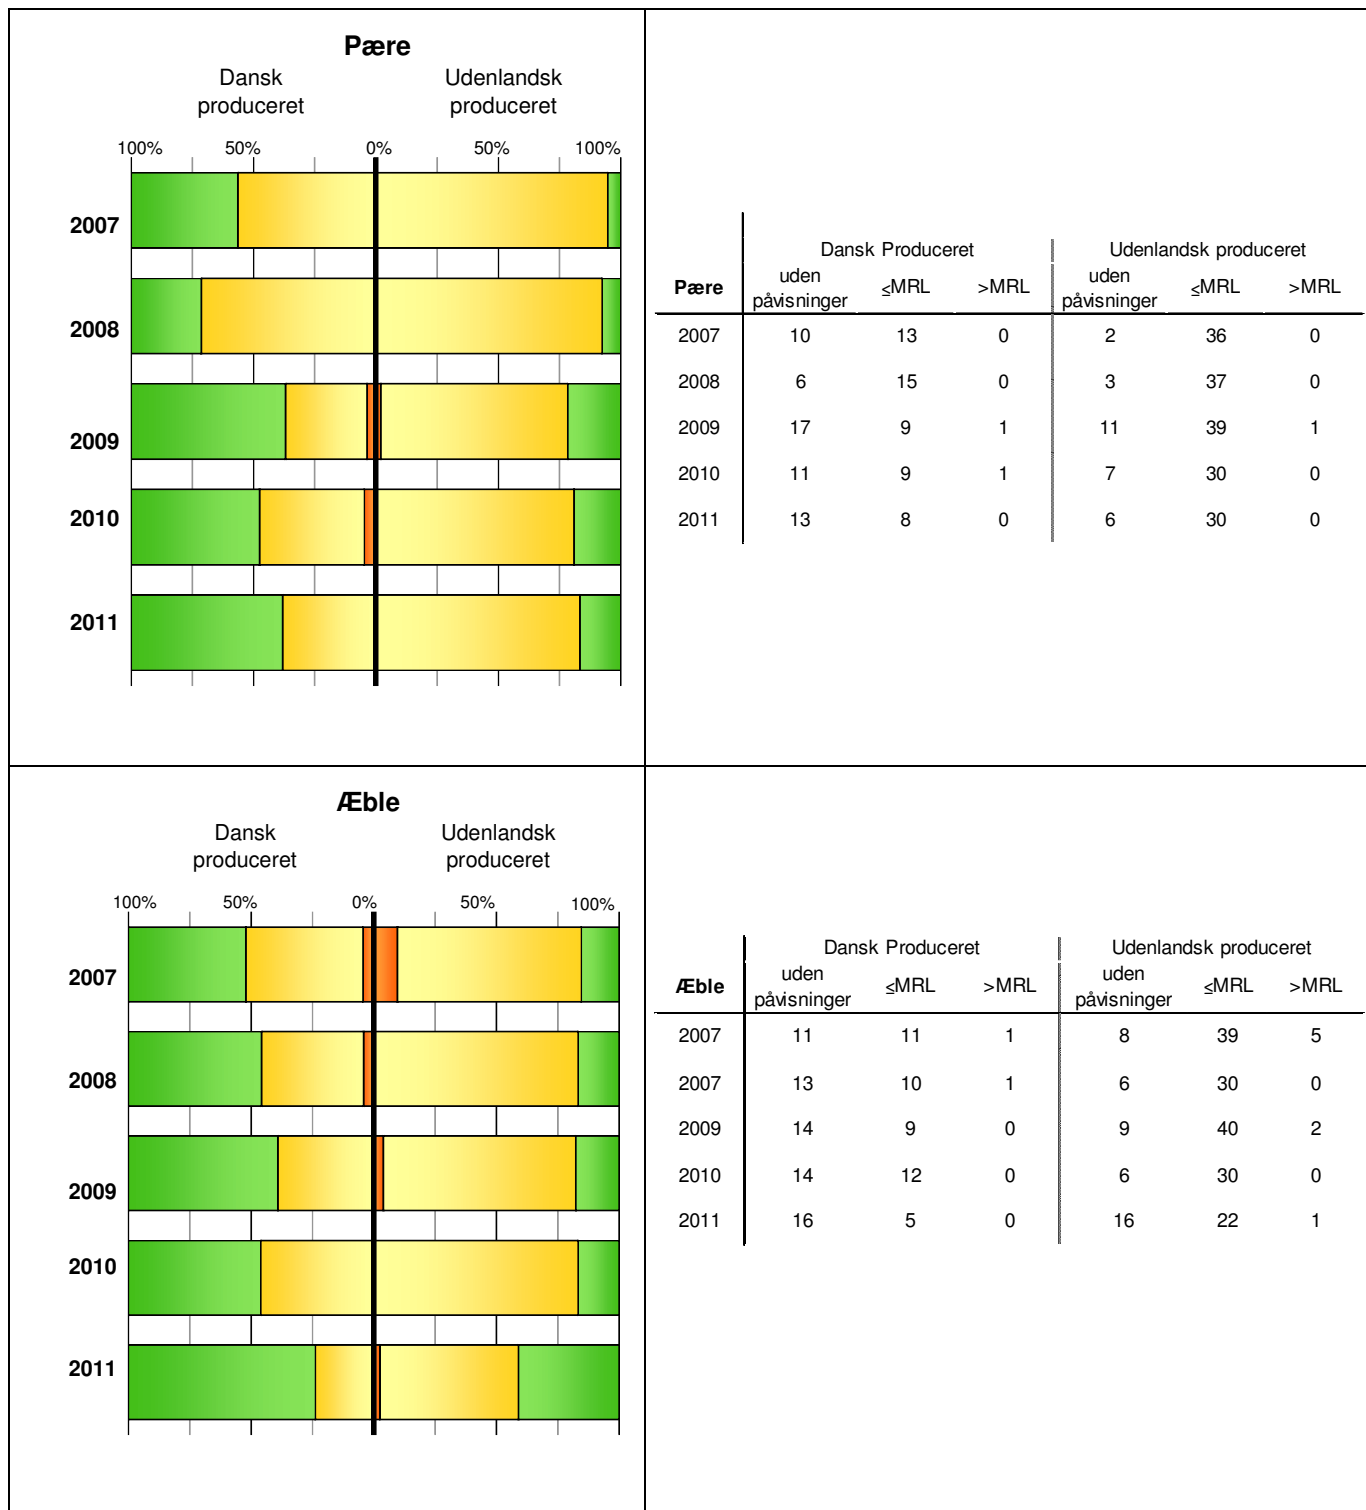 Pære
Dansk produceret Udenlandsk produceret
100% 50% 0% 50% 100%
2007
2008
2009
2010
2011
Dansk Produceret Udenlandsk produceret
Pære uden påvisninger ≤MRL >MRL uden påvisninger ≤MRL >MRL
2007 10 13 0 2 36 0
2008 6 15 0 3 37 0
2009 17 9 1 11 39 1
2010 11 9 1 7 30 0
2011 13 8 0 6 30 0
Æble
Dansk produceret Udenlandsk produceret
100% 50% 0% 50% 100%
2007
2008
2009
2010
2011
Dansk Produceret Udenlandsk produceret
Æble uden påvisninger ≤MRL >MRL uden påvisninger ≤MRL >MRL
2007 11 11 1 8 39 5
2007 13 10 1 6 30 0
2009 14 9 0 9 40 2
2010 14 12 0 6 30 0
2011 16 5 0 16 22 1